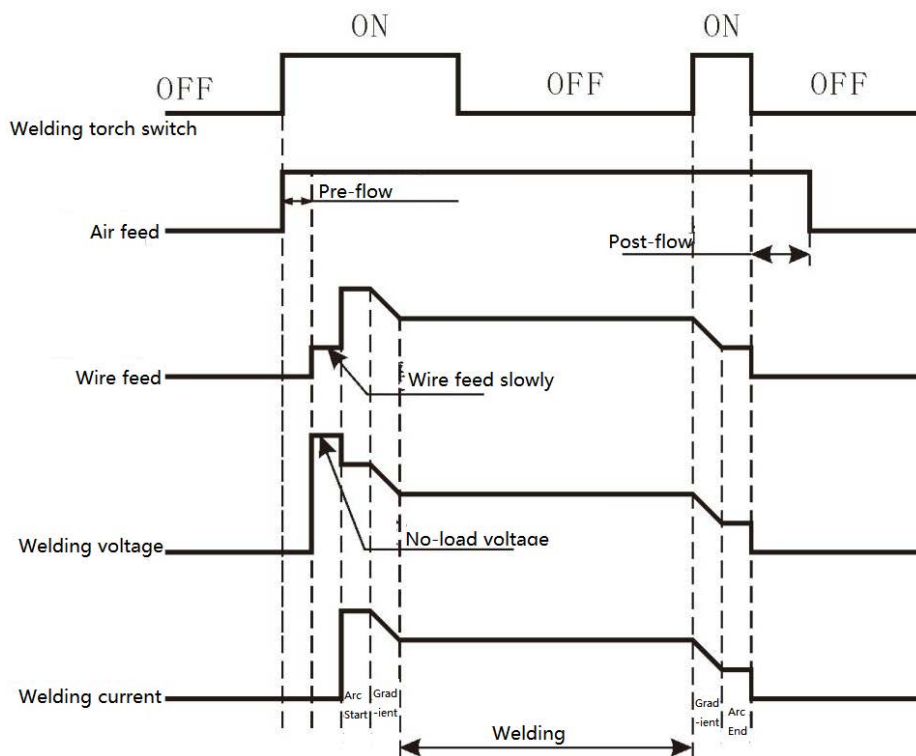 ON
ON
OFF
OFF
OFF
Welding torch switch
Pre-flow
Air feed
Post-flow
Wire feed
Wire feed slowly
No-load voltage
Welding voltage
Welding current
Arc
Start
Grad
-ient
Welding
Grad
-ient
Arc
End